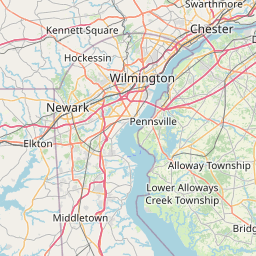 Swarthmore
Kennett Square
Chester
Hockessin
Wilmington
Newark
Pennsville
Elkton
Alloway Township
Lower Alloways
Creek Township
Middletown
Bridg